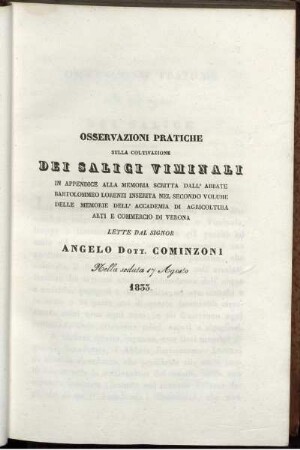 OSSERVAZIONI PRATICHE
SULLA COLTIVAZIONE
DEI SALICI VIMINALI
IN APPENDICE ALLA MEMORIA SCRITTA DALL' ABBATE
BARTOLOMMEO LORENTI INSERITA NEL SECONDO VOLUME
DELLE MEMORIE DELL' ACCADEMIA DI AGRICOLTURA
ARTI E COMMERCIO DI VERONA
LETTE DAL SIGNOR
ANGELO DOTT. COMINZONI
Nella seduta 17 Agosto
1833.